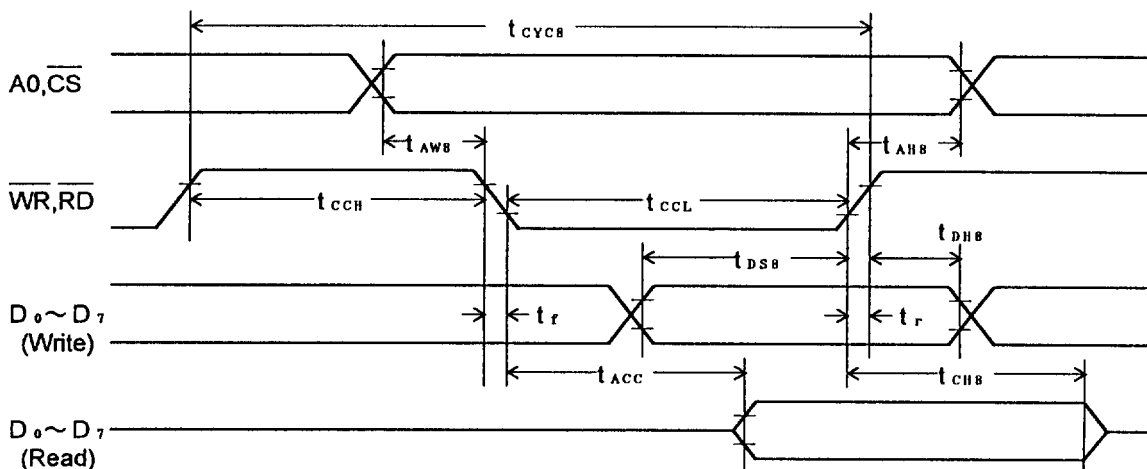 tCYC8
A0,CS
tAW8
tAH8
WR,RD
tCCH
tCCL
tDH8
tDS8
D0～D7
(Write)
tf
tr
tACC
tCH8
D0～D7
(Read)